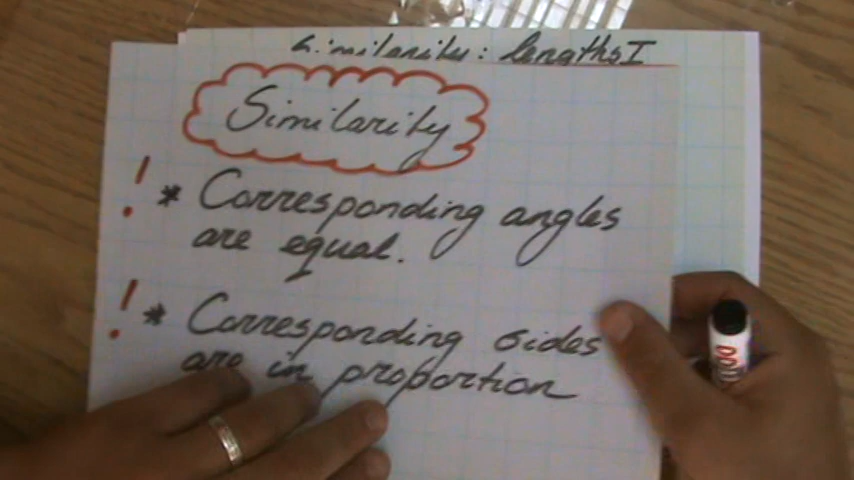 Similarity: lengths I
Similarity
! * Corresponding angles
are equal.
! * Corresponding sides
are in proportion